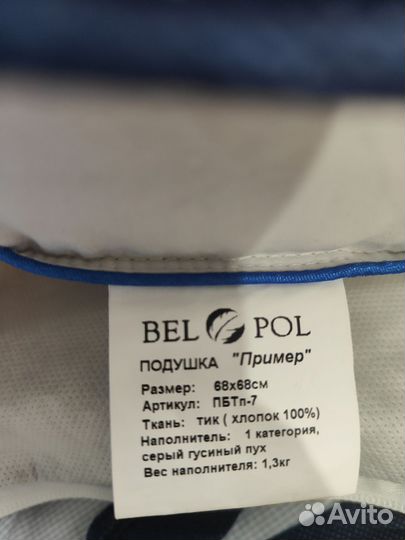 BEL POL
ПОДУШКА "Пример"
Размер: 68х68см
Артикул: ПБТп-7
Ткань: тик ( хлопок 100%)
Наполнитель: 1 категория,
серый гусиный пух
Вес наполнителя: 1,3кг
Avito